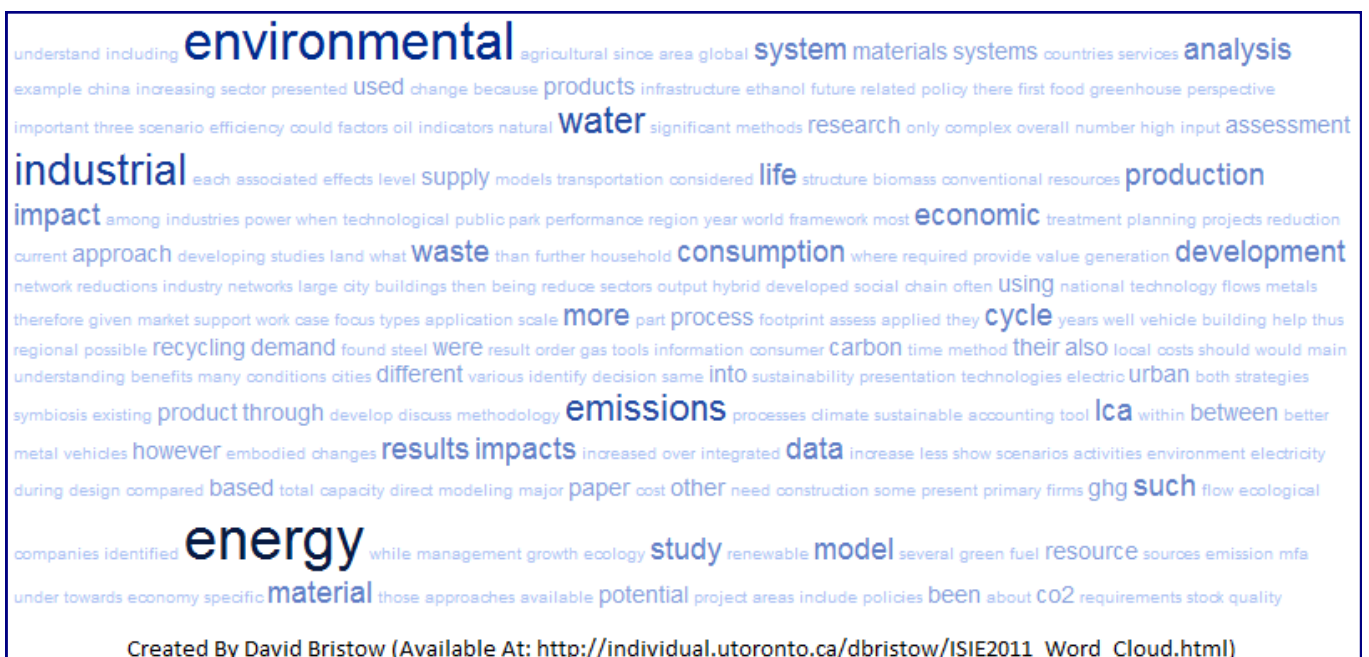 understand including environmental agricultural since area global system materials systems countries services analysis
example china increasing sector presented used change because products infrastructure ethanol future related policy there first food greenhouse perspective
important three scenario efficiency could factors oil indicators natural water significant methods research only complex overall number high input assessment
industrial each associated effects level supply models transportation considered life structure biomass conventional resources production
impact among industries power when technological public park performance region year world framework most economic treatment planning projects reduction
current approach developing studies land what waste than further household consumption where required provide value generation development
network reductions industry networks large city buildings then being reduce sectors output hybrid developed social chain often using national technology flows metals
therefore given market support work case focus types application scale more part process footprint assess applied they cycle years well vehicle building help thus
regional possible recycling demand found steel were result order gas tools information consumer carbon time method their also local costs should would main
understanding benefits many conditions cities different various identify decision same into sustainability presentation technologies electric urban both strategies
symbiosis existing product through develop discuss methodology emissions processes climate sustainable accounting tool lca within between better
metal vehicles however embodied changes results impacts increased over integrated data increase less show scenarios activities environment electricity
during design compared based total capacity direct modeling major paper cost other need construction some present primary firms ghg such flow ecological
companies identified energy while management growth ecology study renewable model several green fuel resource sources emission mfa
under towards economy specific material those approaches available potential project areas include policies been about co2 requirements stock quality
Created By David Bristow (Available At: http://individual.utoronto.ca/dbristow/ISIE2011_Word_Cloud.html)